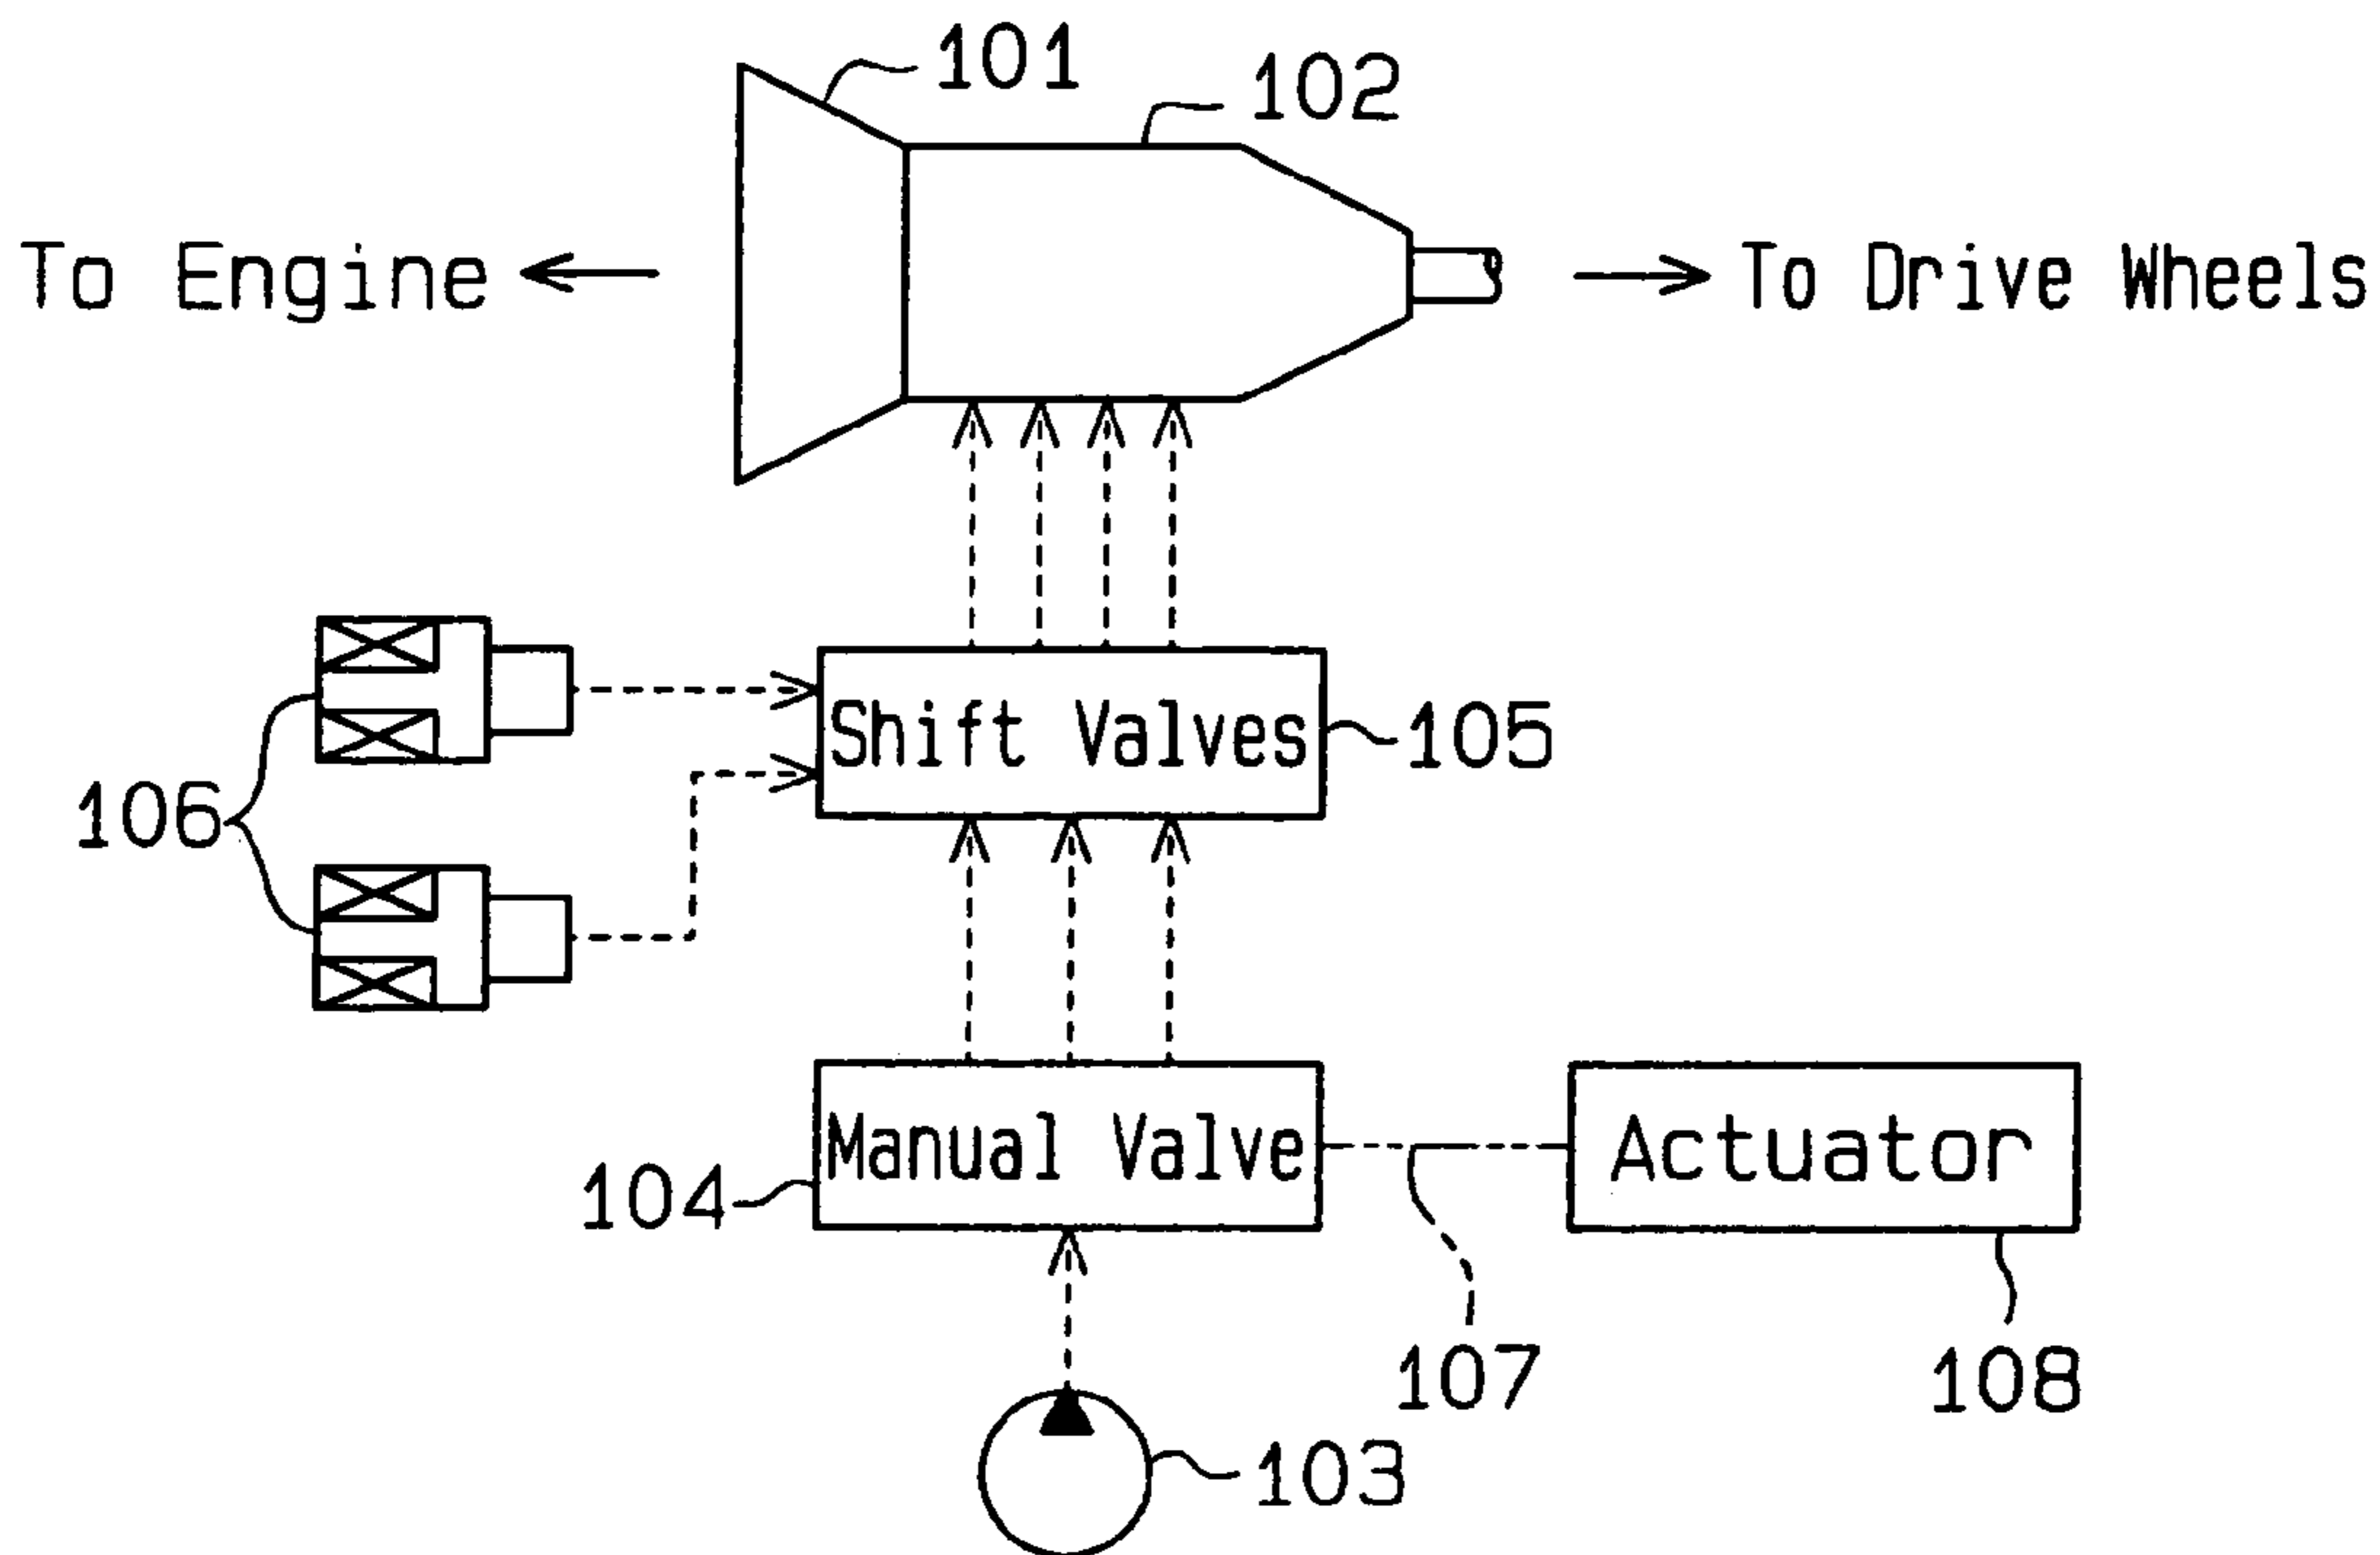 101
102
To Engine
To Drive Wheels
Shift Valves
105
106
Manual Valve
Actuator
104
107
108
103